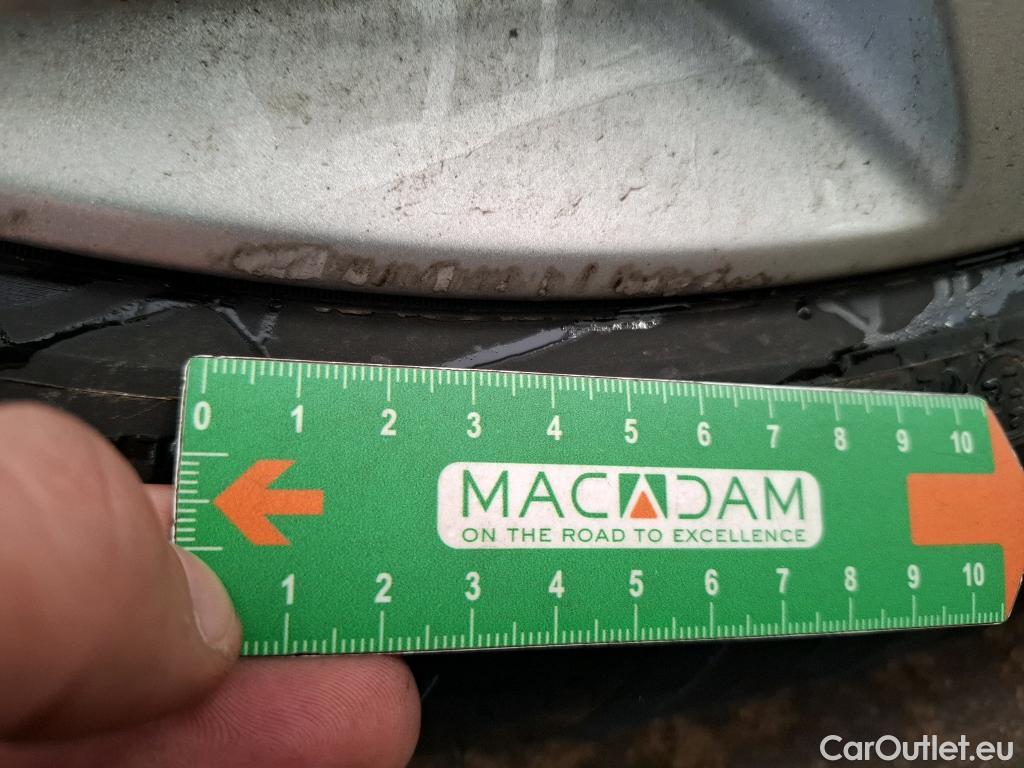 0 1 2 3 4 5 6 7 8 9 10
MACADAM
ON THE ROAD TO EXCELLENCE
1 2 3 4 5 6 7 8 9 10
CarOutlet.eu